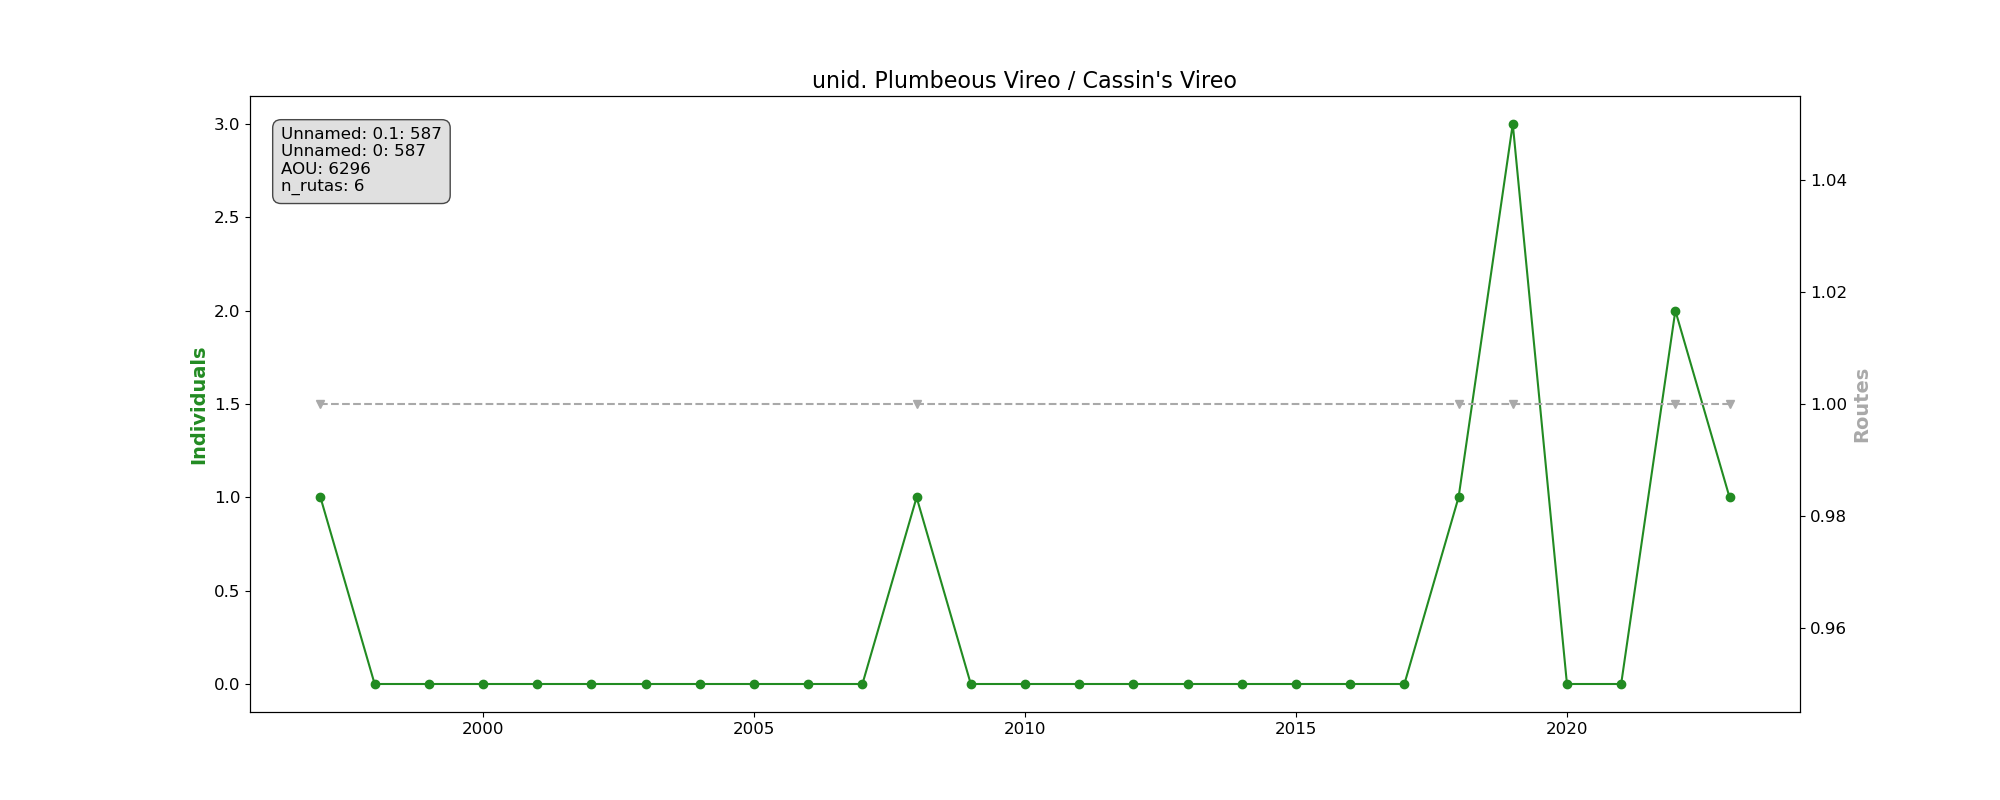 unid. Plumbeous Vireo / Cassin's Vireo
Unnamed: 0.1: 587
Unnamed: 0: 587
AOU: 6296
n_rutas: 6
Individuals
3.0
2.5
2.0
1.5
1.0
0.5
0.0
1.04
1.02
1.00
0.98
0.96
Routes
2000
2005
2010
2015
2020